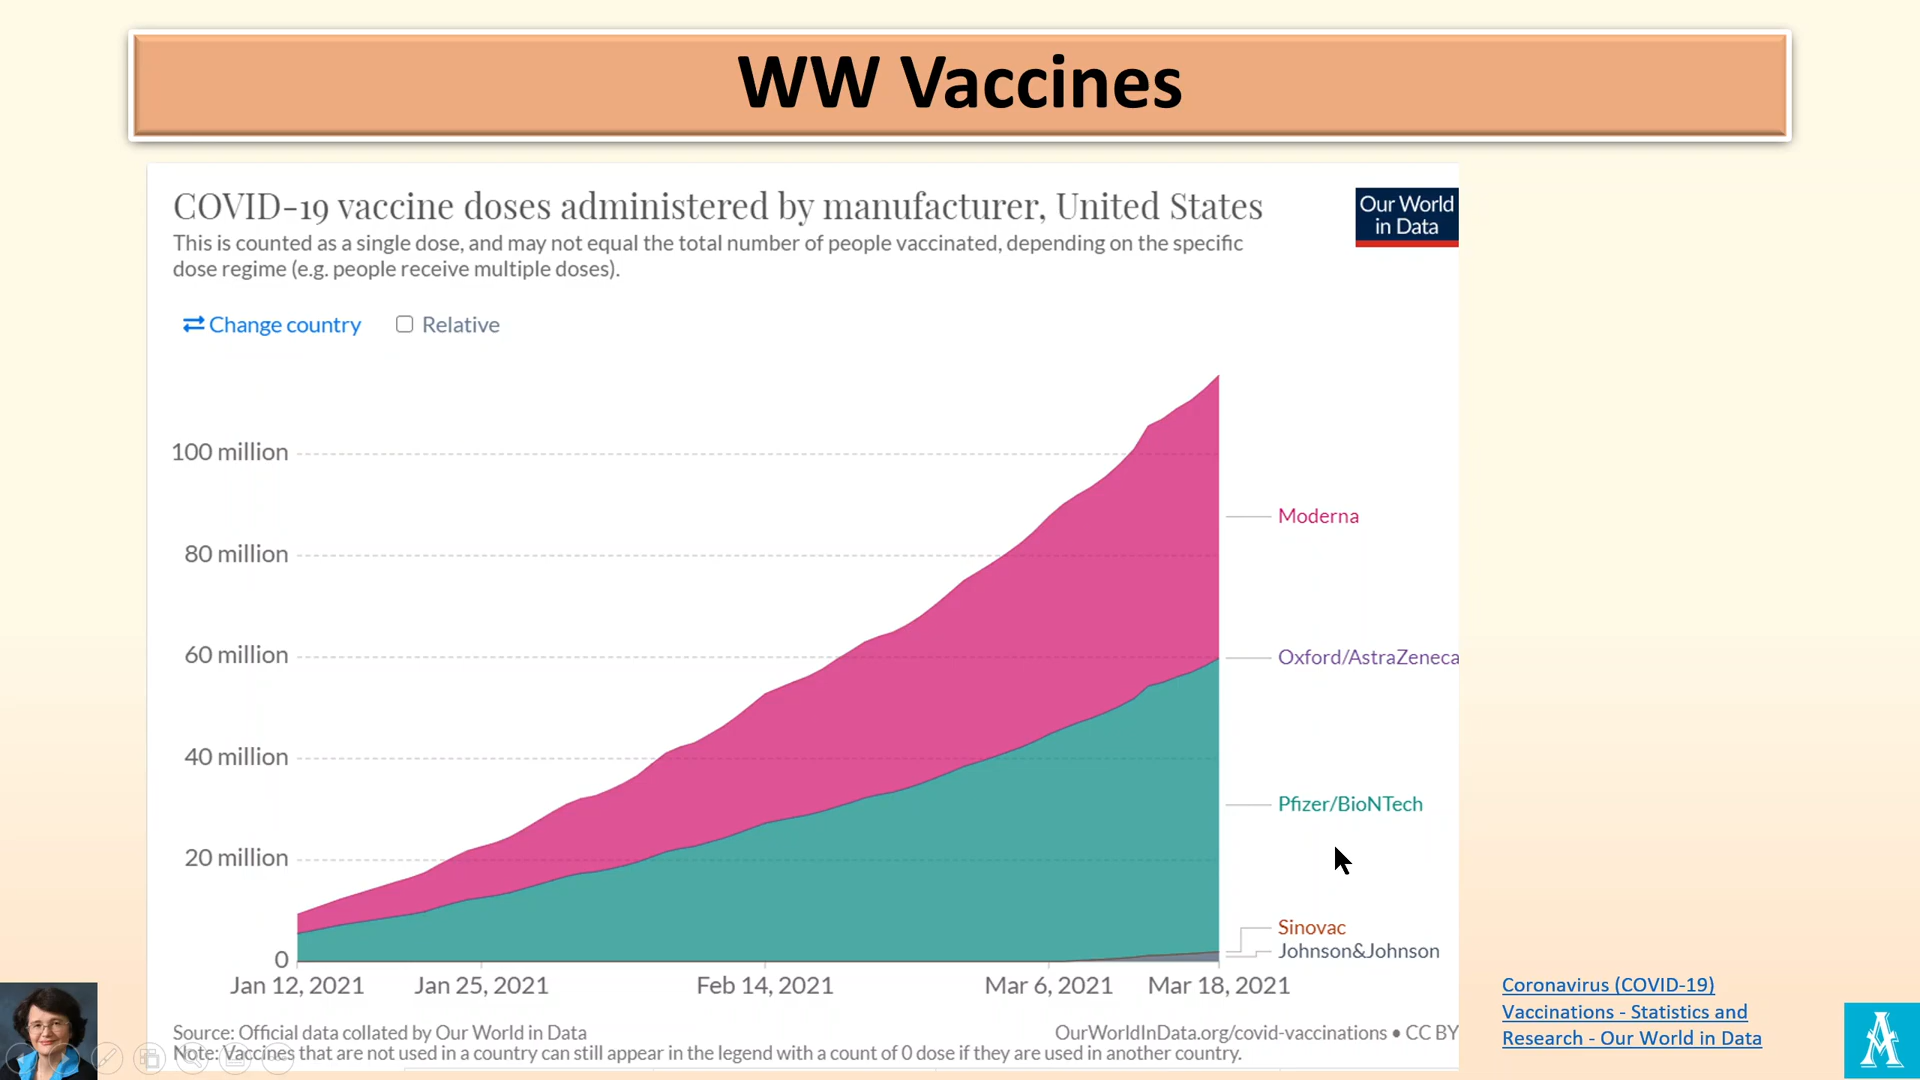 WW Vaccines
COVID-19 vaccine doses administered by manufacturer, United States
Our World
in Data
This is counted as a single dose, and may not equal the total number of people vaccinated, depending on the specific
dose regime (e.g. people receive multiple doses).
Change country
Relative
100 million
80 million
60 million
40 million
20 million
0
Moderna
Oxford/AstraZeneca
Pfizer/BioNTech
Sinovac
Johnson&Johnson
Jan 12, 2021
Jan 25, 2021
Feb 14, 2021
Mar 6, 2021
Mar 18, 2021
Source: Official data collated by Our World in Data
OurWorldInData.org/covid-vaccinations • CC BY
Note: Vaccines that are not used in a country can still appear in the legend with a count of 0 dose if they are used in another country.
Coronavirus (COVID-19)
Vaccinations - Statistics and
Research - Our World in Data
A